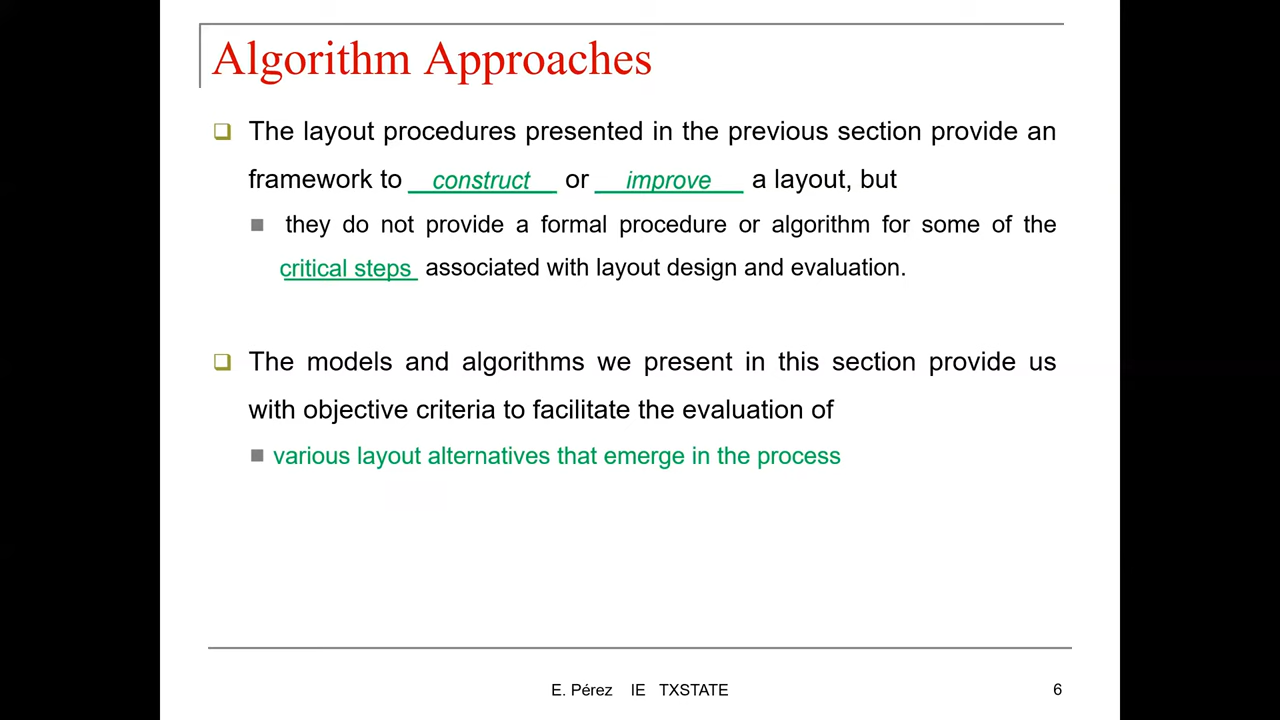 Algorithm Approaches
The layout procedures presented in the previous section provide an
framework to construct or improve a layout, but
they do not provide a formal procedure or algorithm for some of the
critical steps associated with layout design and evaluation.
The models and algorithms we present in this section provide us
with objective criteria to facilitate the evaluation of
various layout alternatives that emerge in the process
E. Pérez IE TXSTATE
6